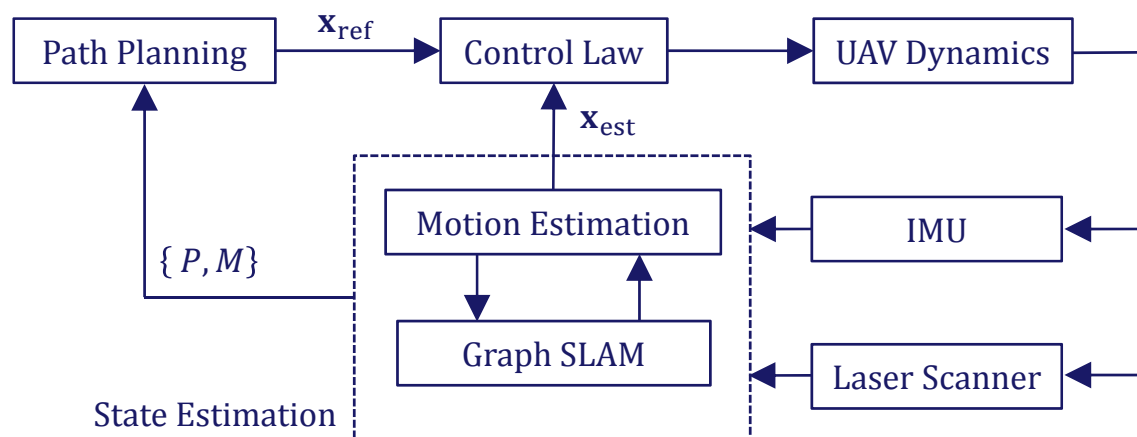 x_ref
Path Planning
Control Law
UAV Dynamics
x_est
Motion Estimation
IMU
{ P, M}
Graph SLAM
Laser Scanner
State Estimation